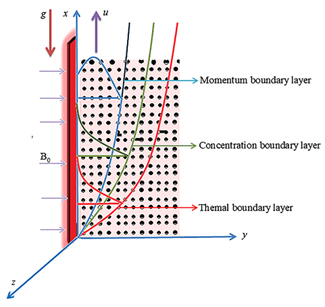 g
x
u
Momentum boundary layer
Concentration boundary layer
B₀
Themal boundary layer
y
z